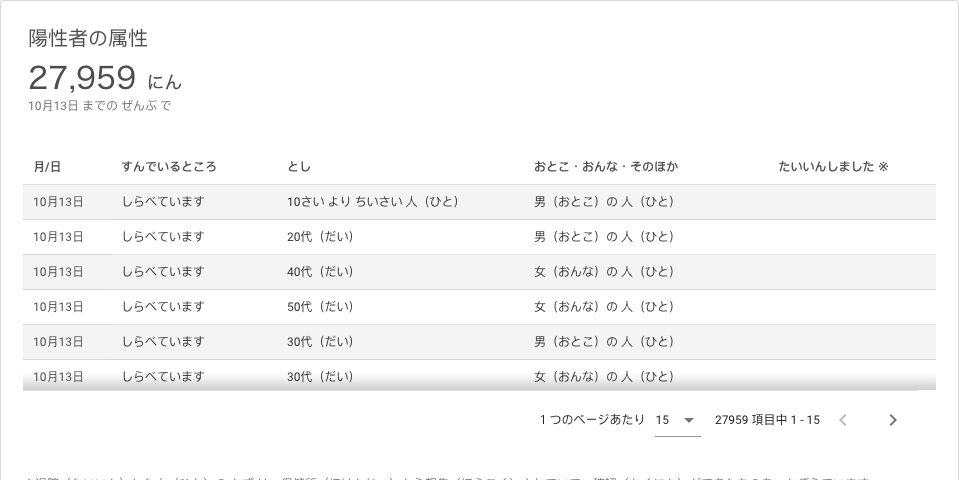 陽性者の属性
27,959 にん
10月13日 までの ぜんぶ で
月/日 すんでいるところ とし おとこ・おんな・そのほか たいいんしました ※
10月13日 しらべています 10さい より ちいさい 人（ひと） 男（おとこ）の 人（ひと）
10月13日 しらべています 20代（だい） 男（おとこ）の 人（ひと）
10月13日 しらべています 40代（だい） 女（おんな）の 人（ひと）
10月13日 しらべています 50代（だい） 女（おんな）の 人（ひと）
10月13日 しらべています 30代（だい） 男（おとこ）の 人（ひと）
10月13日 しらべています 30代（だい） 女（おんな）の 人（ひと）
1 つのページあたり 15 27959 項目中 1 - 15